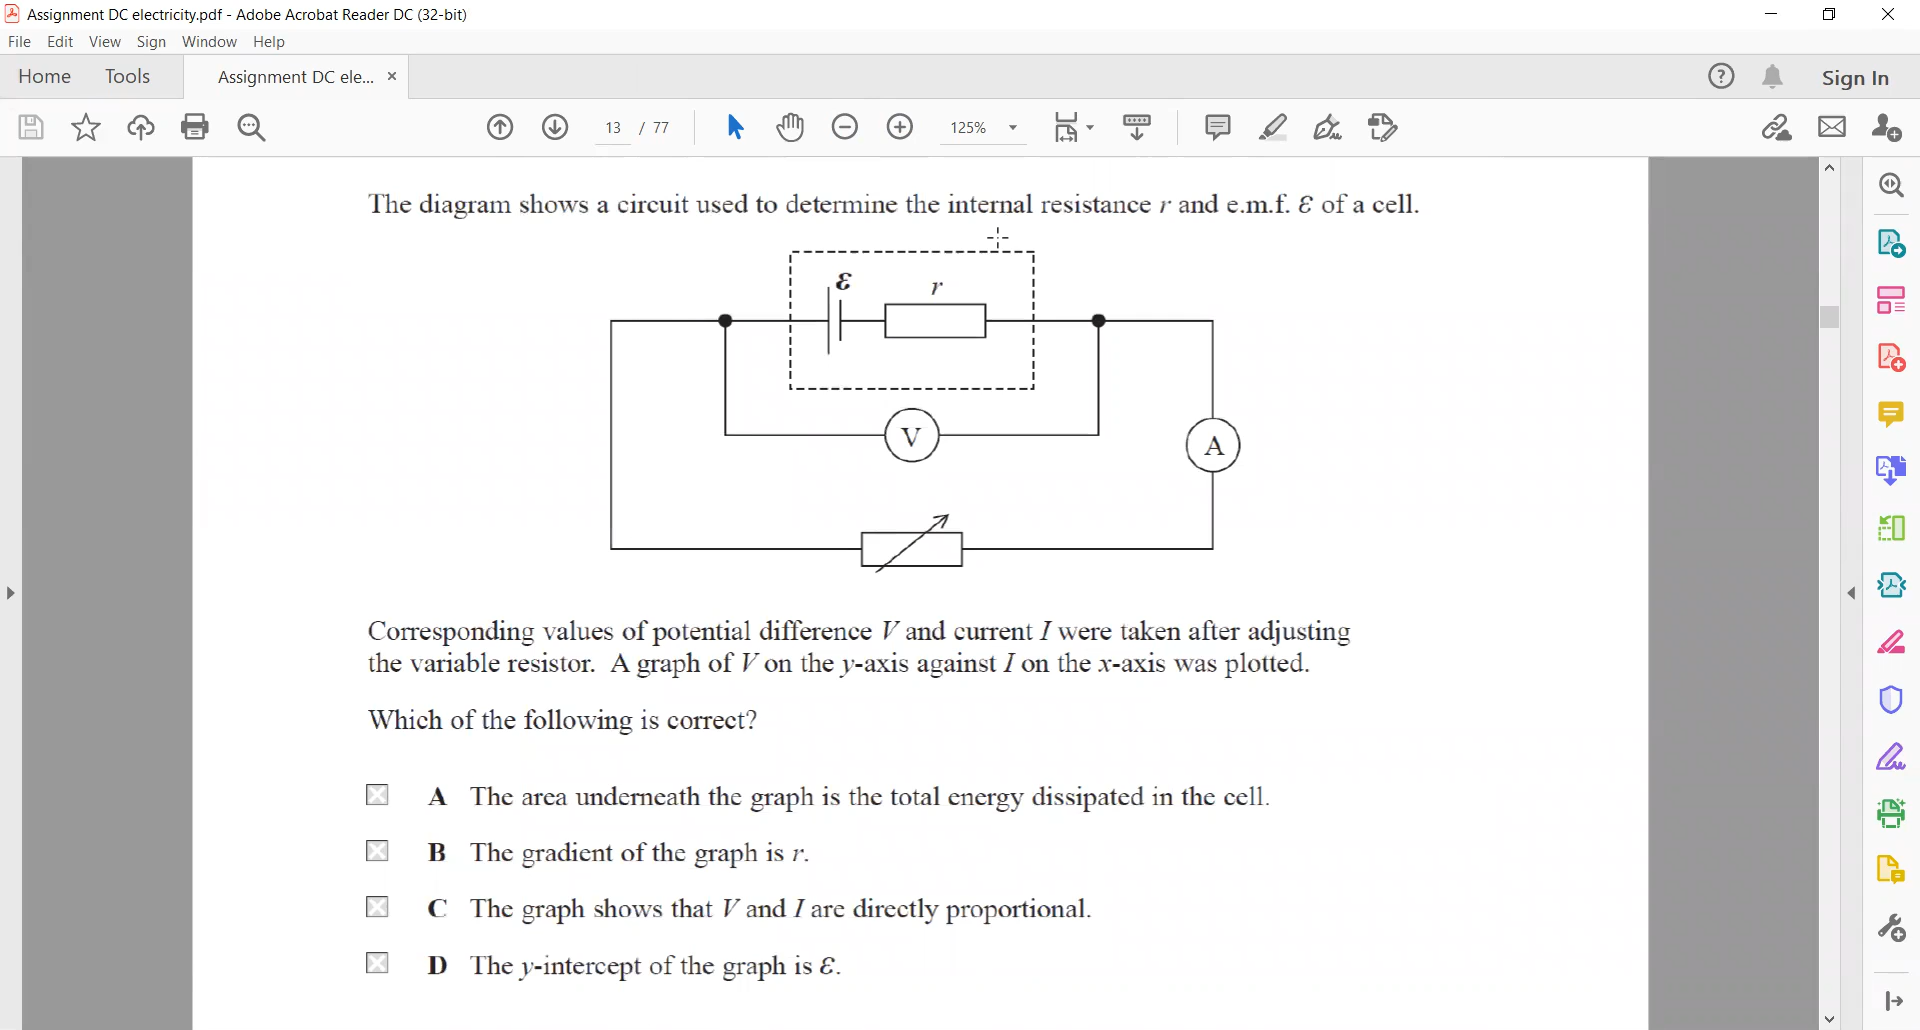 Assignment DC electricity.pdf - Adobe Acrobat Reader DC (32-bit)
File Edit View Sign Window Help
Home Tools Assignment DC ele... × Sign In
13 / 77 125%
The diagram shows a circuit used to determine the internal resistance r and e.m.f. ε of a cell.
ε
r
V
A
Corresponding values of potential difference V and current I were taken after adjusting
the variable resistor. A graph of V on the y-axis against I on the x-axis was plotted.
Which of the following is correct?
A The area underneath the graph is the total energy dissipated in the cell.
B The gradient of the graph is r.
C The graph shows that V and I are directly proportional.
D The y-intercept of the graph is ε.